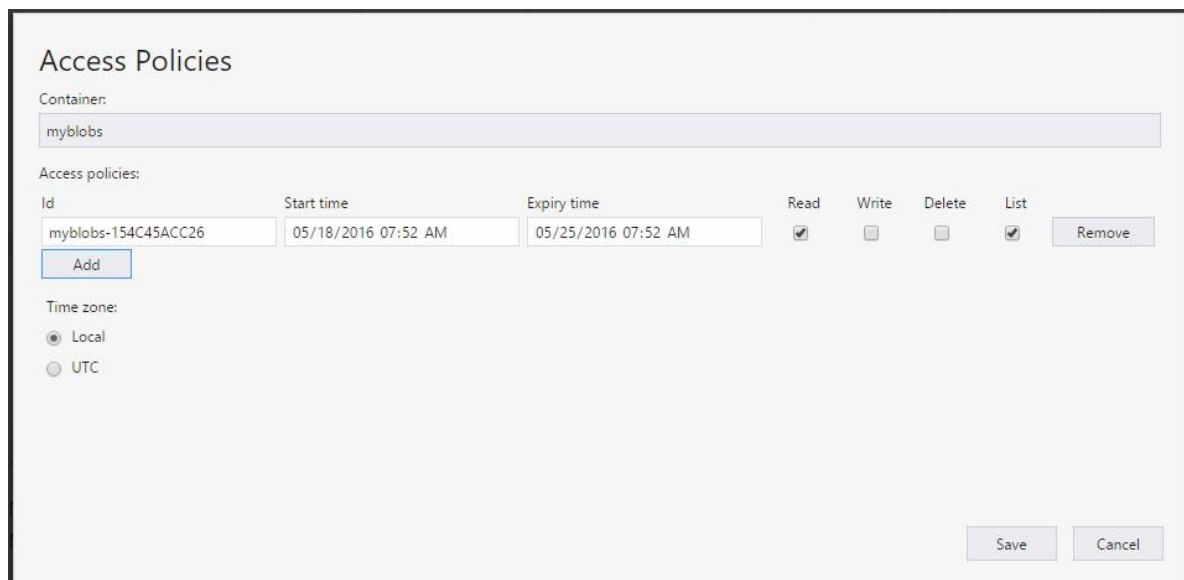 Access Policies
Container:
myblobs
Access policies:
Id Start time Expiry time Read Write Delete List
myblobs-154C45ACC26 05/18/2016 07:52 AM 05/25/2016 07:52 AM Remove
Add
Time zone:
Local
UTC
Save Cancel